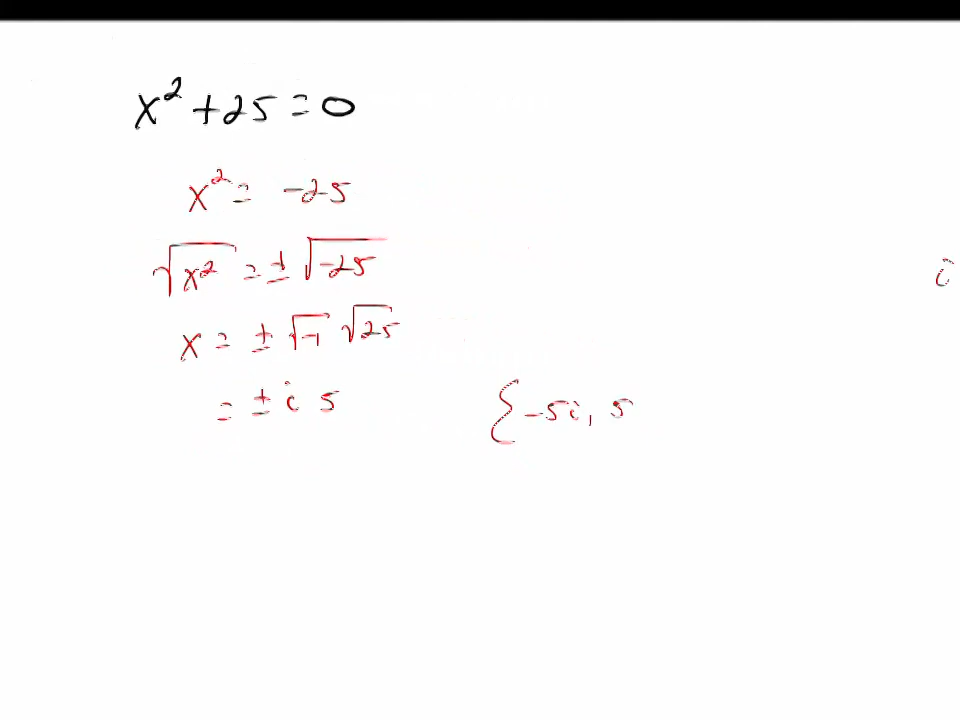 x² + 25 = 0
x² = -25
√x² = ± √-25
i
x = ± √-1 √25
= ± i 5
{-5i, 5